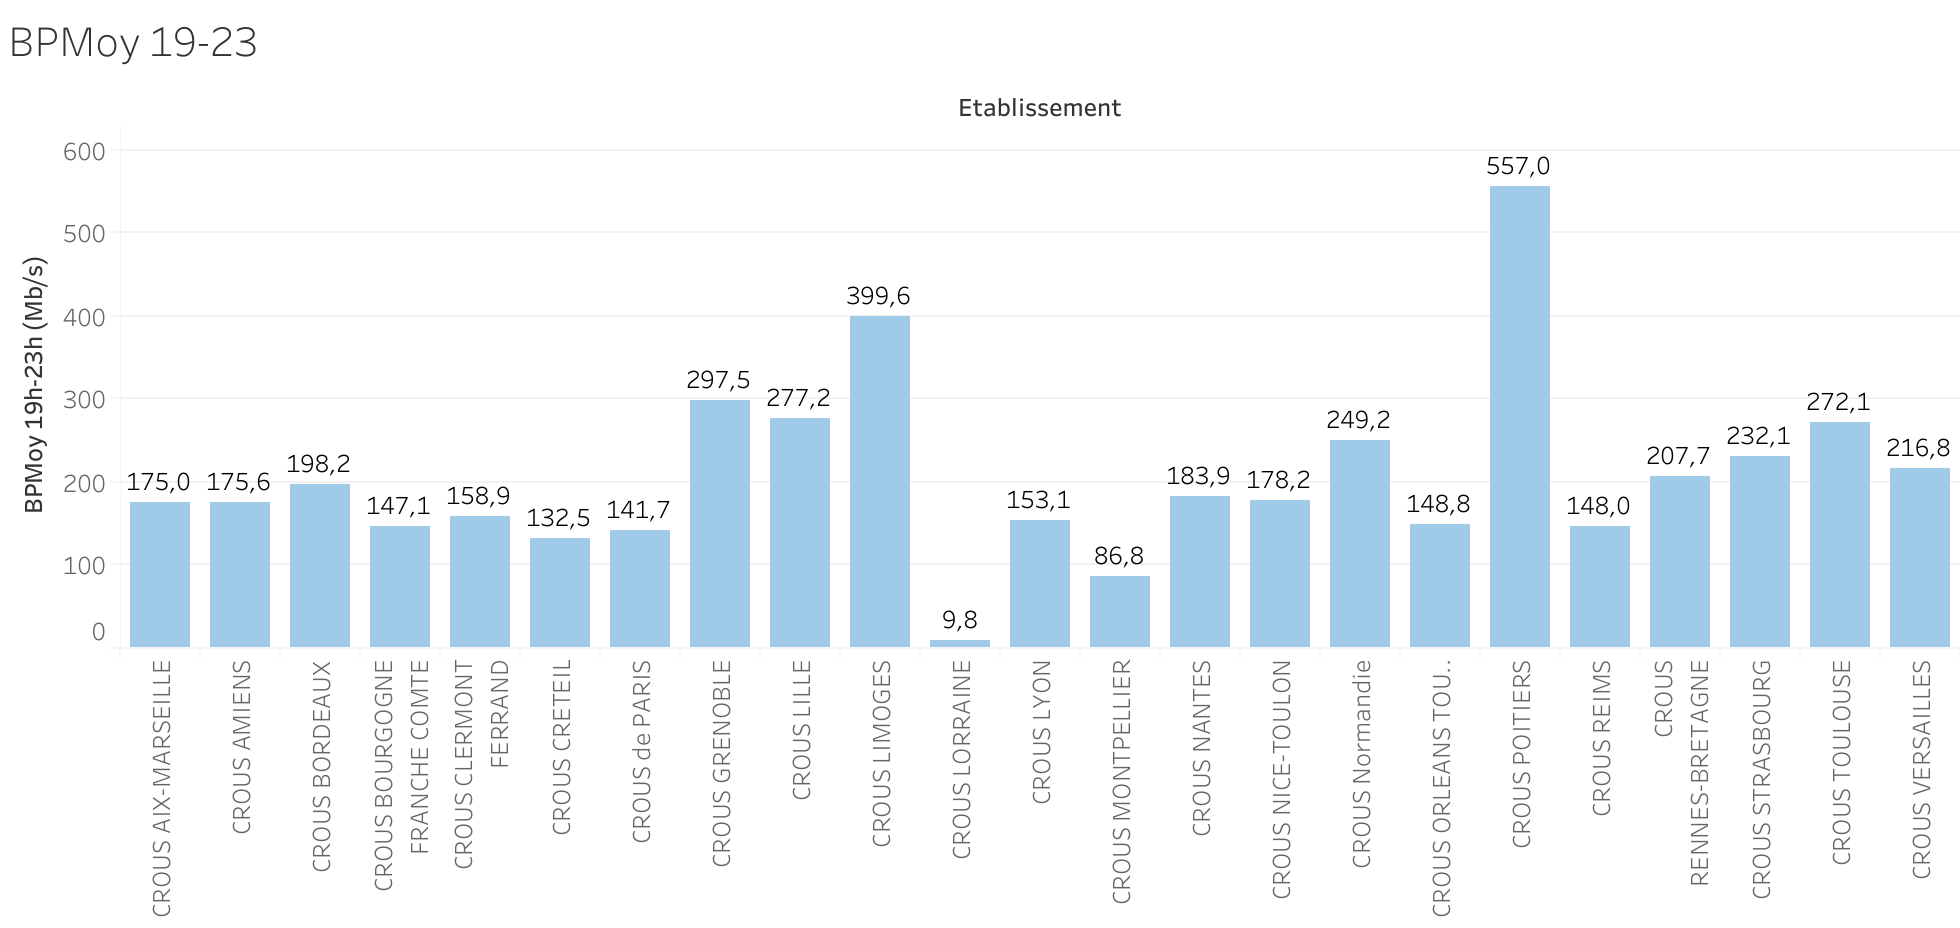 BPMoy 19-23
Etablissement
BPMoy 19h-23h (Mb/s)
600
500
400
300
200
100
0
175,0
175,6
198,2
147,1
158,9
132,5
141,7
297,5
277,2
399,6
9,8
153,1
86,8
183,9
178,2
249,2
148,8
557,0
148,0
207,7
232,1
272,1
216,8
CROUS AIX-MARSEILLE
CROUS AMIENS
CROUS BORDEAUX
CROUS BOURGOGNE
FRANCHE COMTE
CROUS CLERMONT
FERRAND
CROUS CRETEIL
CROUS de PARIS
CROUS GRENOBLE
CROUS LILLE
CROUS LIMOGES
CROUS LORRAINE
CROUS LYON
CROUS MONTPELLIER
CROUS NANTES
CROUS NICE-TOULON
CROUS Normandie
CROUS ORLEANS TOU..
CROUS POITIERS
CROUS REIMS
CROUS
RENNES-BRETAGNE
CROUS STRASBOURG
CROUS TOULOUSE
CROUS VERSAILLES